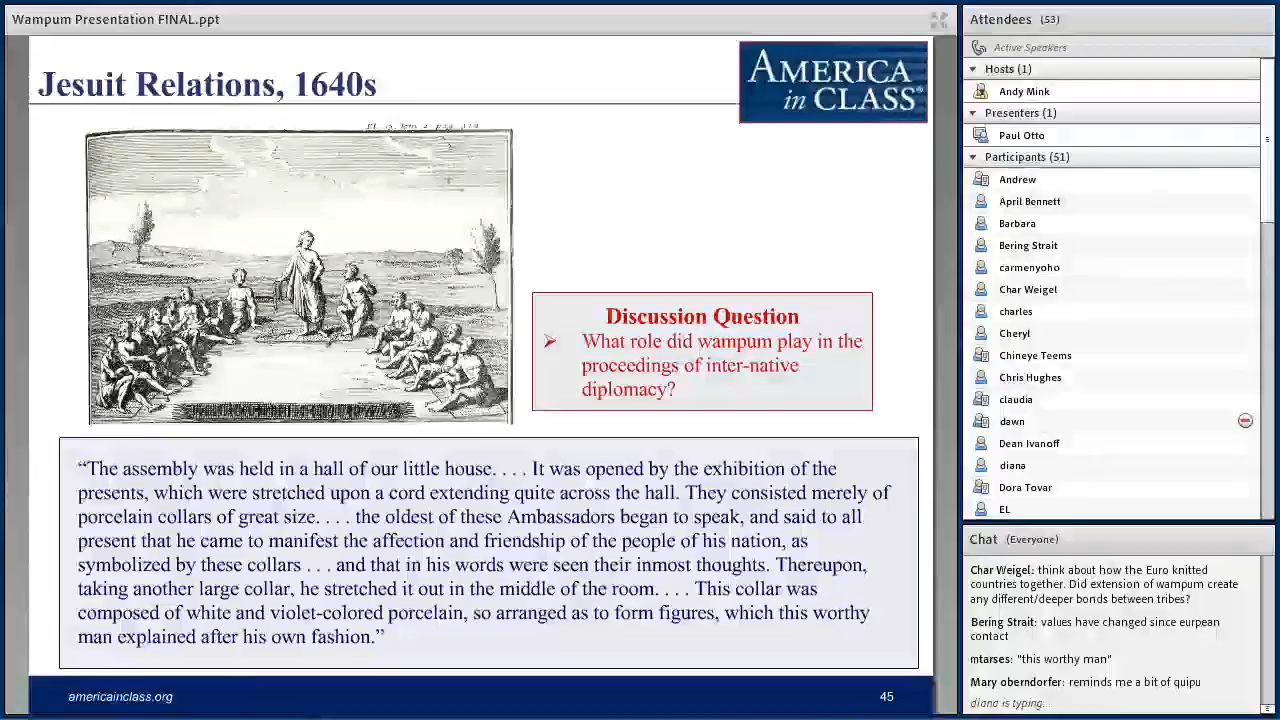 Wampum Presentation FINAL.ppt
Jesuit Relations, 1640s
AMERICA
in CLASS®
Discussion Question
➢ What role did wampum play in the
proceedings of inter-native
diplomacy?
“The assembly was held in a hall of our little house. . . . It was opened by the exhibition of the
presents, which were stretched upon a cord extending quite across the hall. They consisted merely of
porcelain collars of great size. . . . the oldest of these Ambassadors began to speak, and said to all
present that he came to manifest the affection and friendship of the people of his nation, as
symbolized by these collars . . . and that in his words were seen their inmost thoughts. Thereupon,
taking another large collar, he stretched it out in the middle of the room. . . . This collar was
composed of white and violet-colored porcelain, so arranged as to form figures, which this worthy
man explained after his own fashion.”
americainclass.org
45
Attendees (53)
Active Speakers
Hosts (1)
Andy Mink
Presenters (1)
Paul Otto
Participants (51)
Andrew
April Bennett
Barbara
Bering Strait
carmenyoho
Char Weigel
charles
Cheryl
Chineye Teems
Chris Hughes
claudia
dawn
Dean Ivanoff
diana
Dora Tovar
EL
Chat (Everyone)
Char Weigel: think about how the Euro knitted
countries together. Did extension of wampum create
any different/deeper bonds between tribes?
Bering Strait: values have changed since eurpean
contact
mtarses: "this worthy man"
Mary oberndorfer: reminds me a bit of quipu
diana is typing...